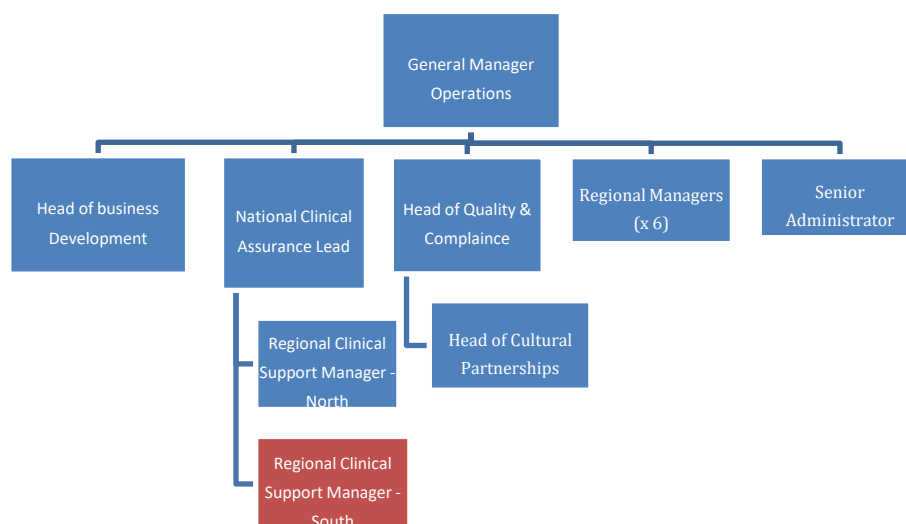 General Manager
Operations
Head of business
Development
National Clinical
Assurance Lead
Head of Quality &
Complaince
Regional Managers
(x 6)
Senior
Administrator
Regional Clinical
Support Manager -
North
Head of Cultural
Partnerships
Regional Clinical
Support Manager -
South